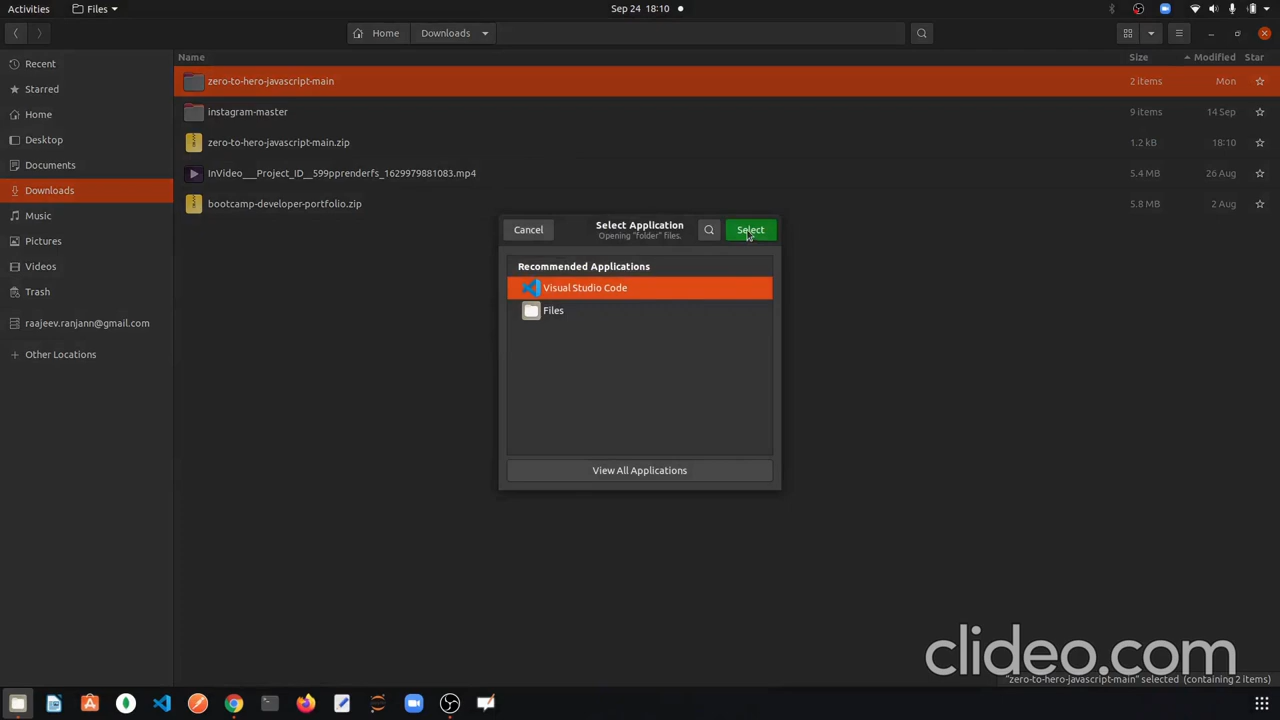 Activities
Files
Sep 24 18:10
Home
Downloads
Name
Size
Modified
Star
Recent
Starred
Home
Desktop
Documents
Downloads
Music
Pictures
Videos
Trash
raajeev.ranjann@gmail.com
Other Locations
zero-to-hero-javascript-main
2 items
Mon
instagram-master
9 items
14 Sep
zero-to-hero-javascript-main.zip
1.2 kB
18:10
InVideo___Project_ID__599pprenderfs_1629979881083.mp4
5.4 MB
26 Aug
bootcamp-developer-portfolio.zip
5.8 MB
2 Aug
Cancel
Select Application
Opening "folder" files.
Select
Recommended Applications
Visual Studio Code
Files
View All Applications
clideo.com
"zero-to-hero-javascript-main" selected (containing 2 items)